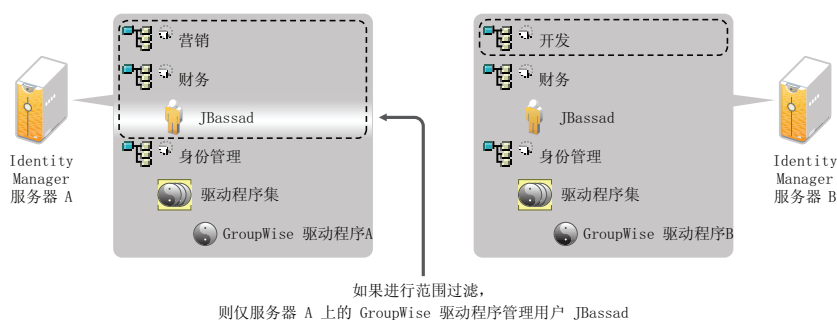 营销
财务
JBassad
身份管理
驱动程序集
GroupWise 驱动程序A
Identity
Manager
服务器 A
开发
财务
JBassad
身份管理
驱动程序集
GroupWise 驱动程序B
Identity
Manager
服务器 B
如果进行范围过滤，
则仅服务器 A 上的 GroupWise 驱动程序管理用户 JBassad